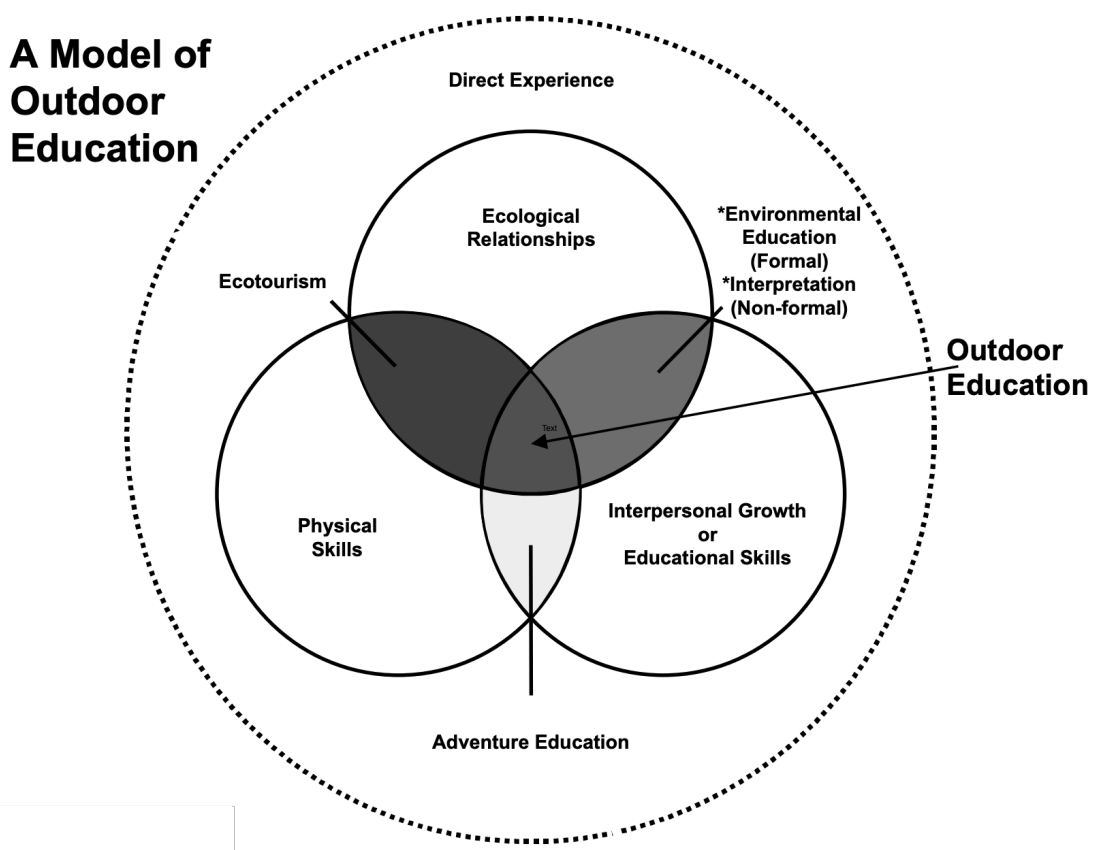 A Model of
Outdoor
Education
Direct Experience
Ecological
Relationships
*Environmental
Education
(Formal)
*Interpretation
(Non-formal)
Ecotourism
Outdoor
Education
Text
Physical
Skills
Interpersonal Growth
or
Educational Skills
Adventure Education